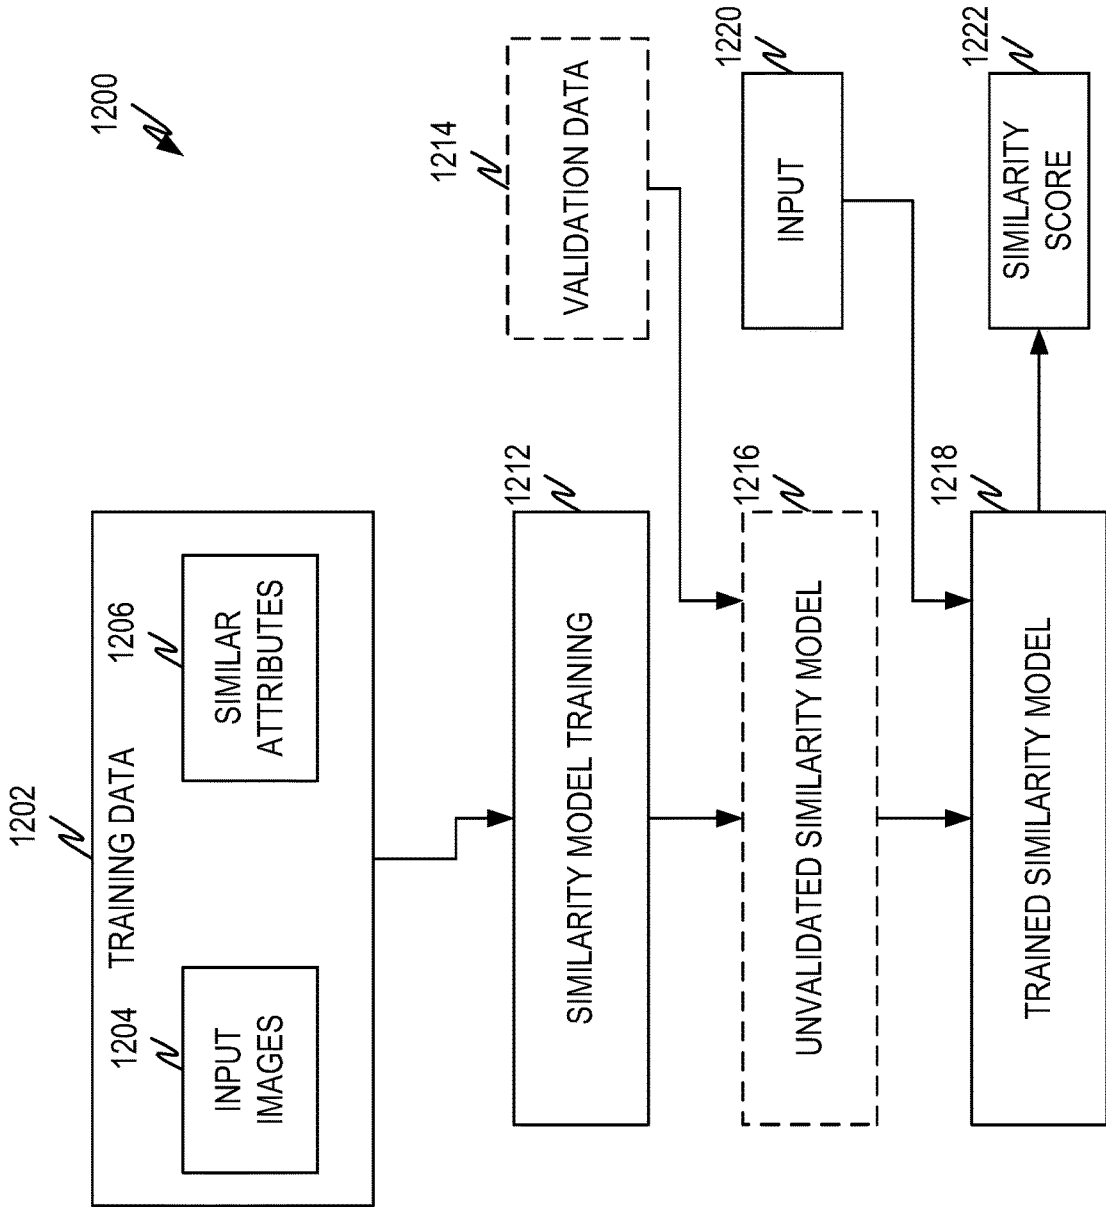 1200
1202
TRAINING DATA
1204
INPUT
IMAGES
1206
SIMILAR
ATTRIBUTES
1212
SIMILARITY MODEL TRAINING
1214
VALIDATION DATA
1216
UNVALIDATED SIMILARITY MODEL
1220
INPUT
1218
TRAINED SIMILARITY MODEL
1222
SIMILARITY
SCORE